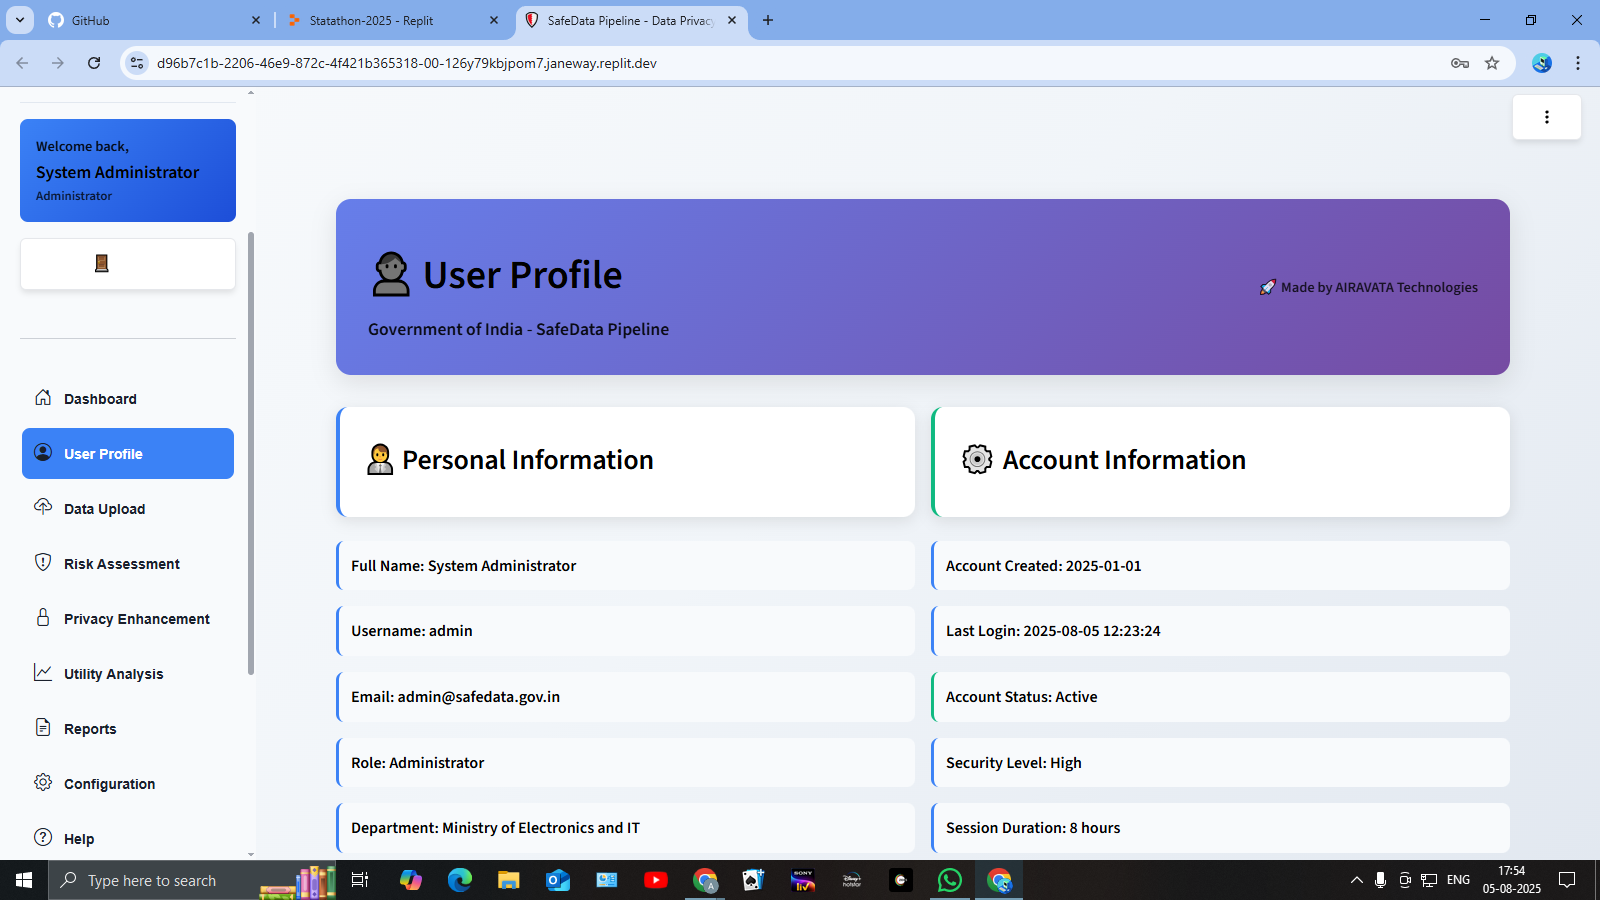 GitHub
Statathon-2025 - Replit
SafeData Pipeline - Data Privacy
d96b7c1b-2206-46e9-872c-4f421b365318-00-126y79kbjpom7.janeway.replit.dev
Welcome back,
System Administrator
Administrator
Dashboard
User Profile
Data Upload
Risk Assessment
Privacy Enhancement
Utility Analysis
Reports
Configuration
Help
User Profile
Government of India - SafeData Pipeline
Made by AIRAVATA Technologies
Personal Information
Full Name: System Administrator
Username: admin
Email: admin@safedata.gov.in
Role: Administrator
Department: Ministry of Electronics and IT
Account Information
Account Created: 2025-01-01
Last Login: 2025-08-05 12:23:24
Account Status: Active
Security Level: High
Session Duration: 8 hours
Type here to search
A
SONY
liv
Disney+
hotstar
ENG
17:54
05-08-2025